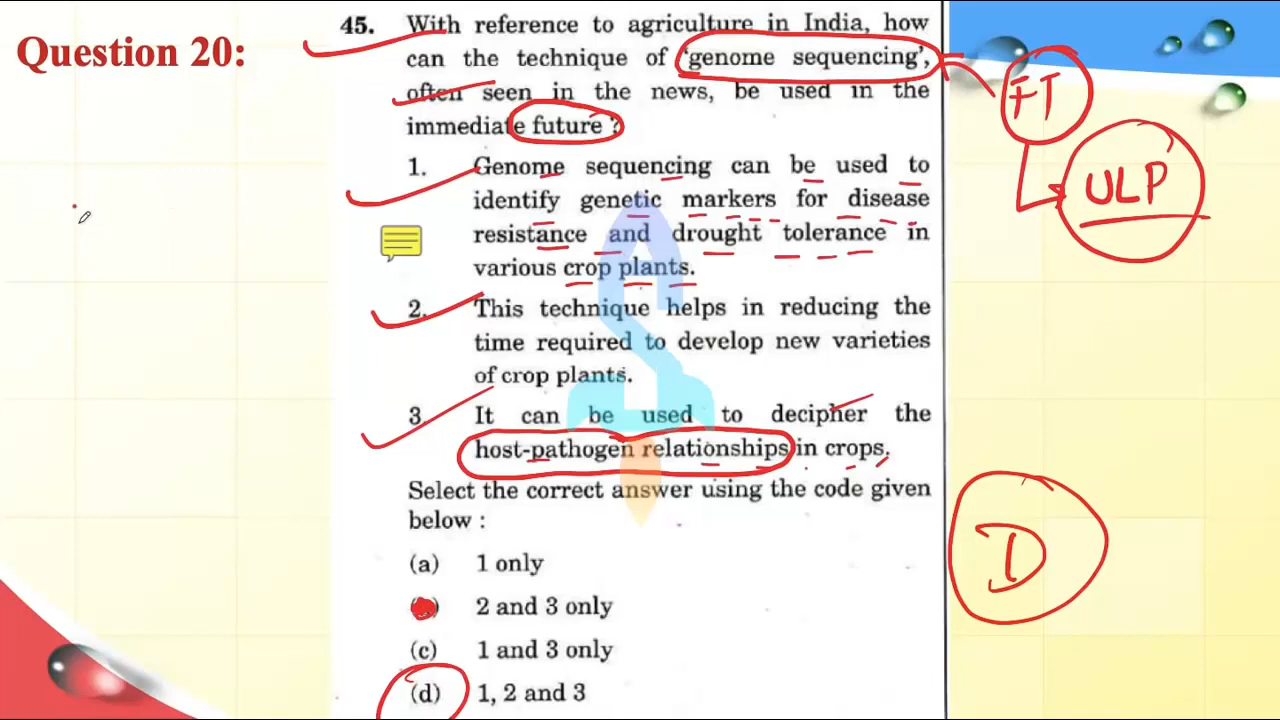 Question 20:
45. With reference to agriculture in India, how
can the technique of 'genome sequencing',
often seen in the news, be used in the
immediate future ?
1. Genome sequencing can be used to
identify genetic markers for disease
resistance and drought tolerance in
various crop plants.
2. This technique helps in reducing the
time required to develop new varieties
of crop plants.
3. It can be used to decipher the
host-pathogen relationships in crops.
Select the correct answer using the code given
below :
(a) 1 only
2 and 3 only
(c) 1 and 3 only
(d) 1, 2 and 3
FT
ULP
D